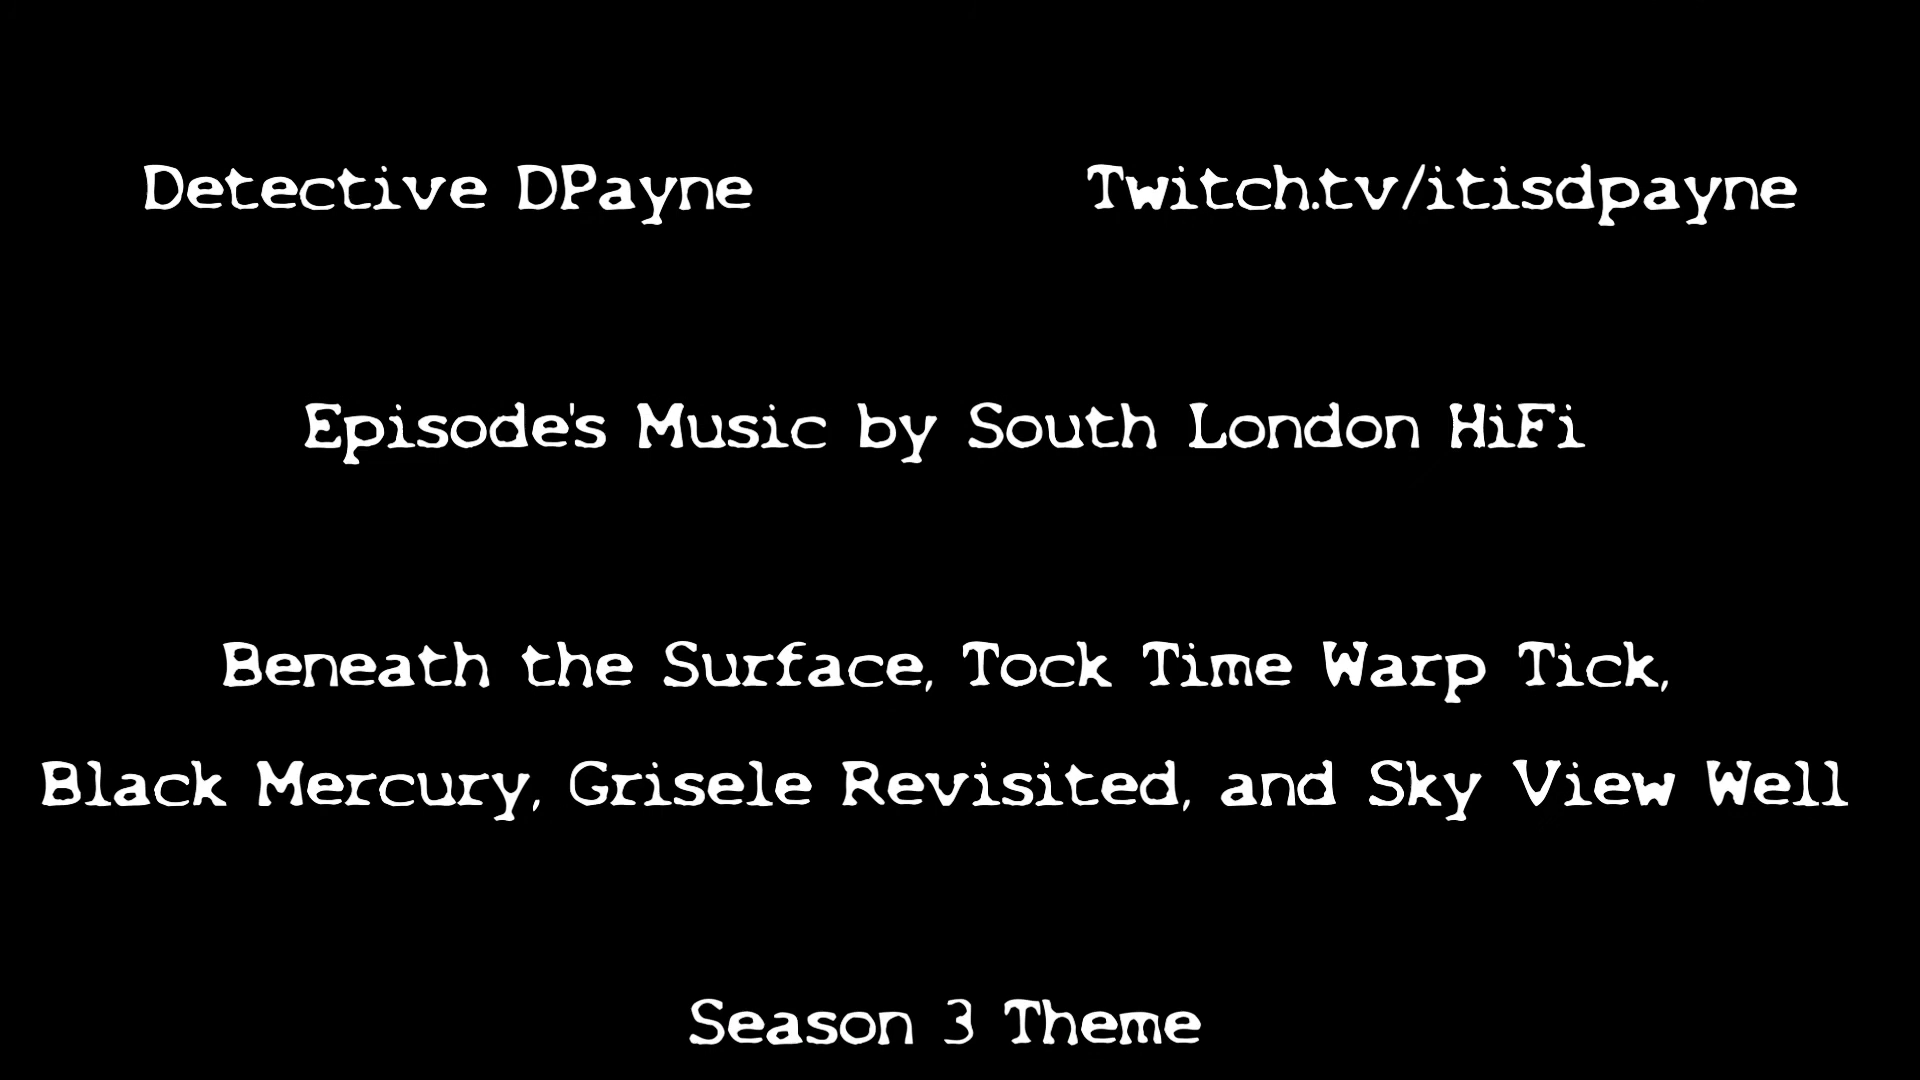 Detective DPayne Twitch.tv/itisdpayne
Episode's Music by South London HiFi
Beneath the Surface, Tock Time Warp Tick,
Black Mercury, Grisele Revisited, and Sky View Well
Season 3 Theme